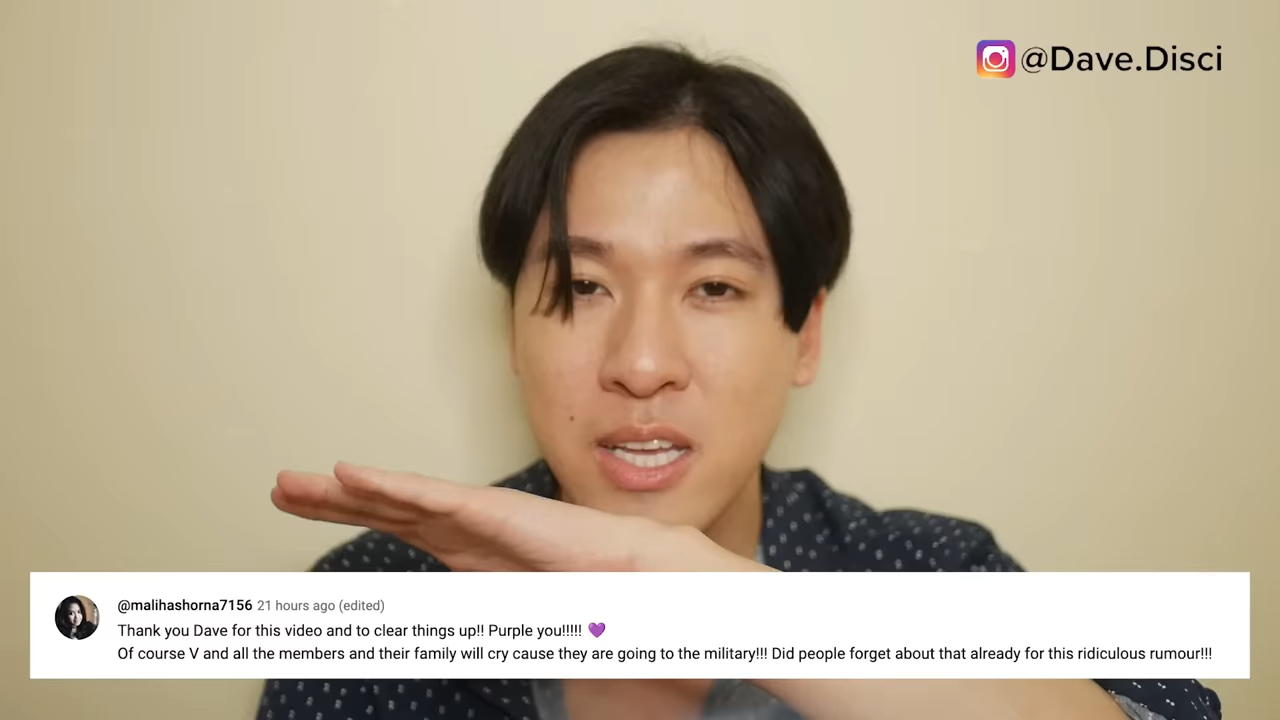 @Dave.Disci
@malihashorna7156 21 hours ago (edited)
Thank you Dave for this video and to clear things up!! Purple you!!!!! 💜
Of course V and all the members and their family will cry cause they are going to the military!!! Did people forget about that already for this ridiculous rumour!!!